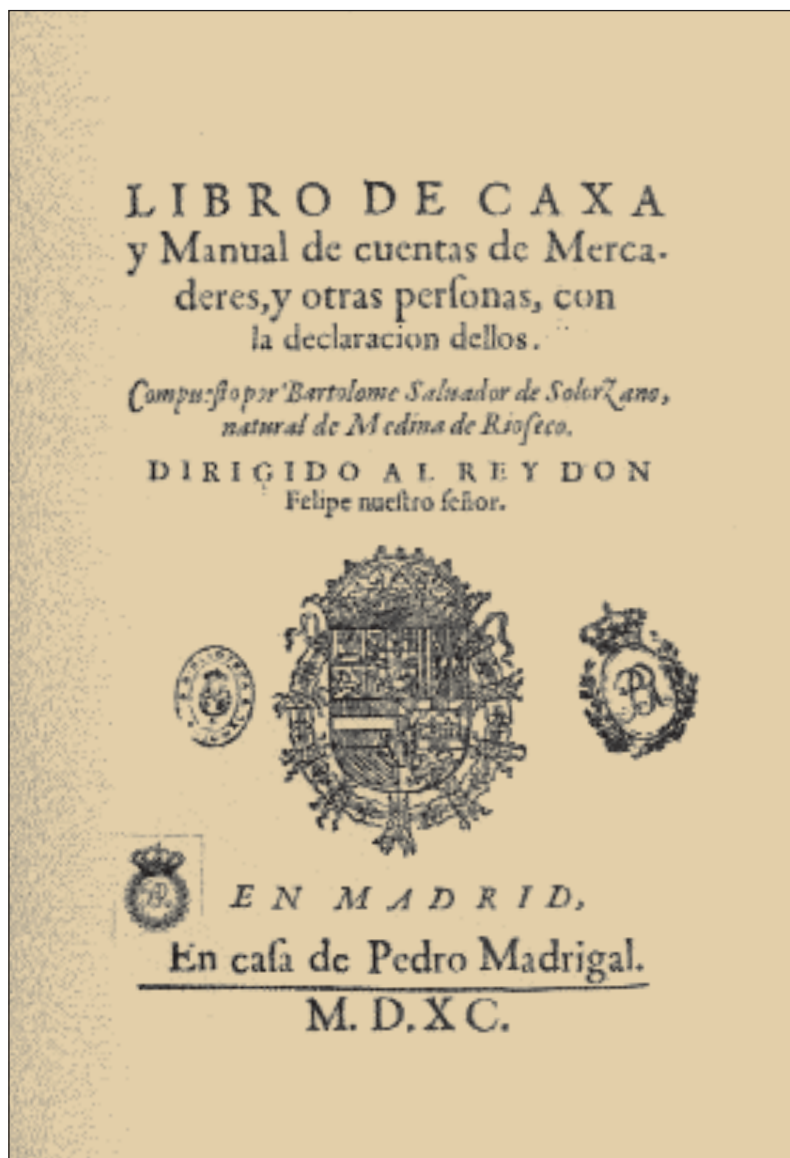 LIBRO DE CAXA
y Manual de cuentas de Merca-
deres, y otras perſonas, con
la declaracion dellos.
Compueſto por Bartolome Saluador de Solorzano,
natural de Medina de Rioſeco.
DIRIGIDO AL REY DON
Felipe nueſtro ſeñor.
EN MADRID,
En caſa de Pedro Madrigal.
M. D. XC.